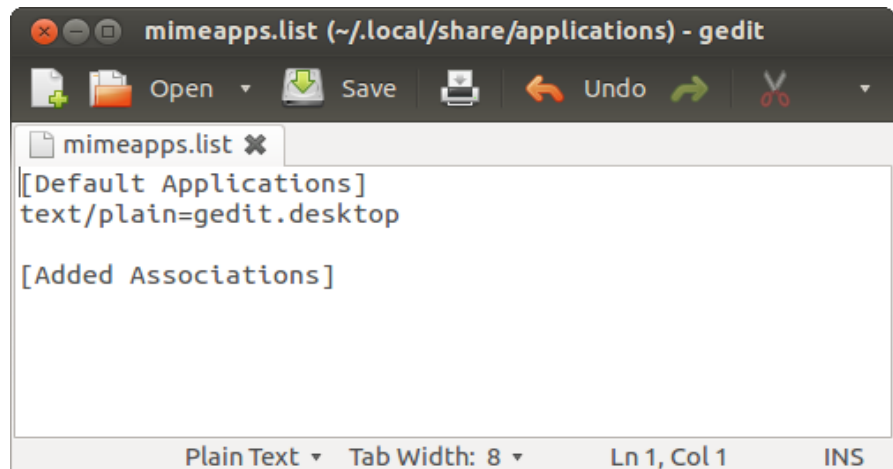 mimeapps.list (~/.local/share/applications) - gedit
Open Save Undo
mimeapps.list
[Default Applications]
text/plain=gedit.desktop
[Added Associations]
Plain Text Tab Width: 8 Ln 1, Col 1 INS